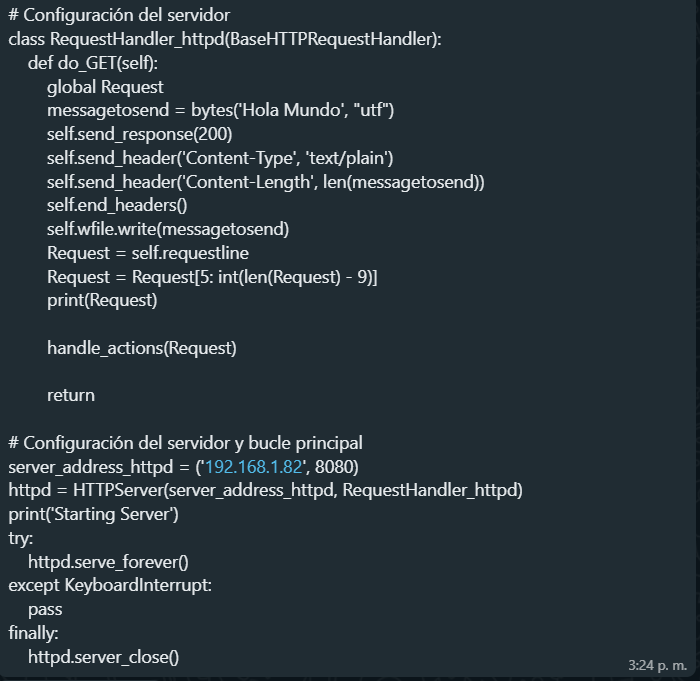 # Configuración del servidor
class RequestHandler_httpd(BaseHTTPRequestHandler):
    def do_GET(self):
        global Request
        messagetosend = bytes('Hola Mundo', "utf")
        self.send_response(200)
        self.send_header('Content-Type', 'text/plain')
        self.send_header('Content-Length', len(messagetosend))
        self.end_headers()
        self.wfile.write(messagetosend)
        Request = self.requestline
        Request = Request[5: int(len(Request) - 9)]
        print(Request)
        handle_actions(Request)
        return
# Configuración del servidor y bucle principal
server_address_httpd = ('192.168.1.82', 8080)
httpd = HTTPServer(server_address_httpd, RequestHandler_httpd)
print('Starting Server')
try:
    httpd.serve_forever()
except KeyboardInterrupt:
    pass
finally:
    httpd.server_close()
3:24 p. m.